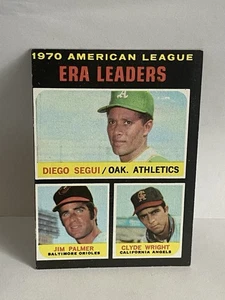 1970 AMERICAN LEAGUE
ERA LEADERS
DIEGO SEGUI/OAK. ATHLETICS
JIM PALMER
BALTIMORE ORIOLES
CLYDE WRIGHT
CALIFORNIA ANGELS